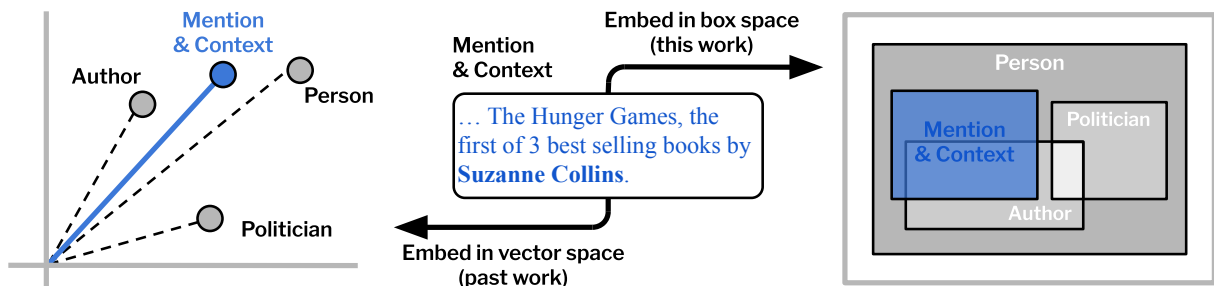 Mention
& Context
Author
Person
Politician
Mention
& Context
Embed in box space
(this work)
… The Hunger Games, the
first of 3 best selling books by
Suzanne Collins.
Embed in vector space
(past work)
Person
Mention
& Context
Politician
Author